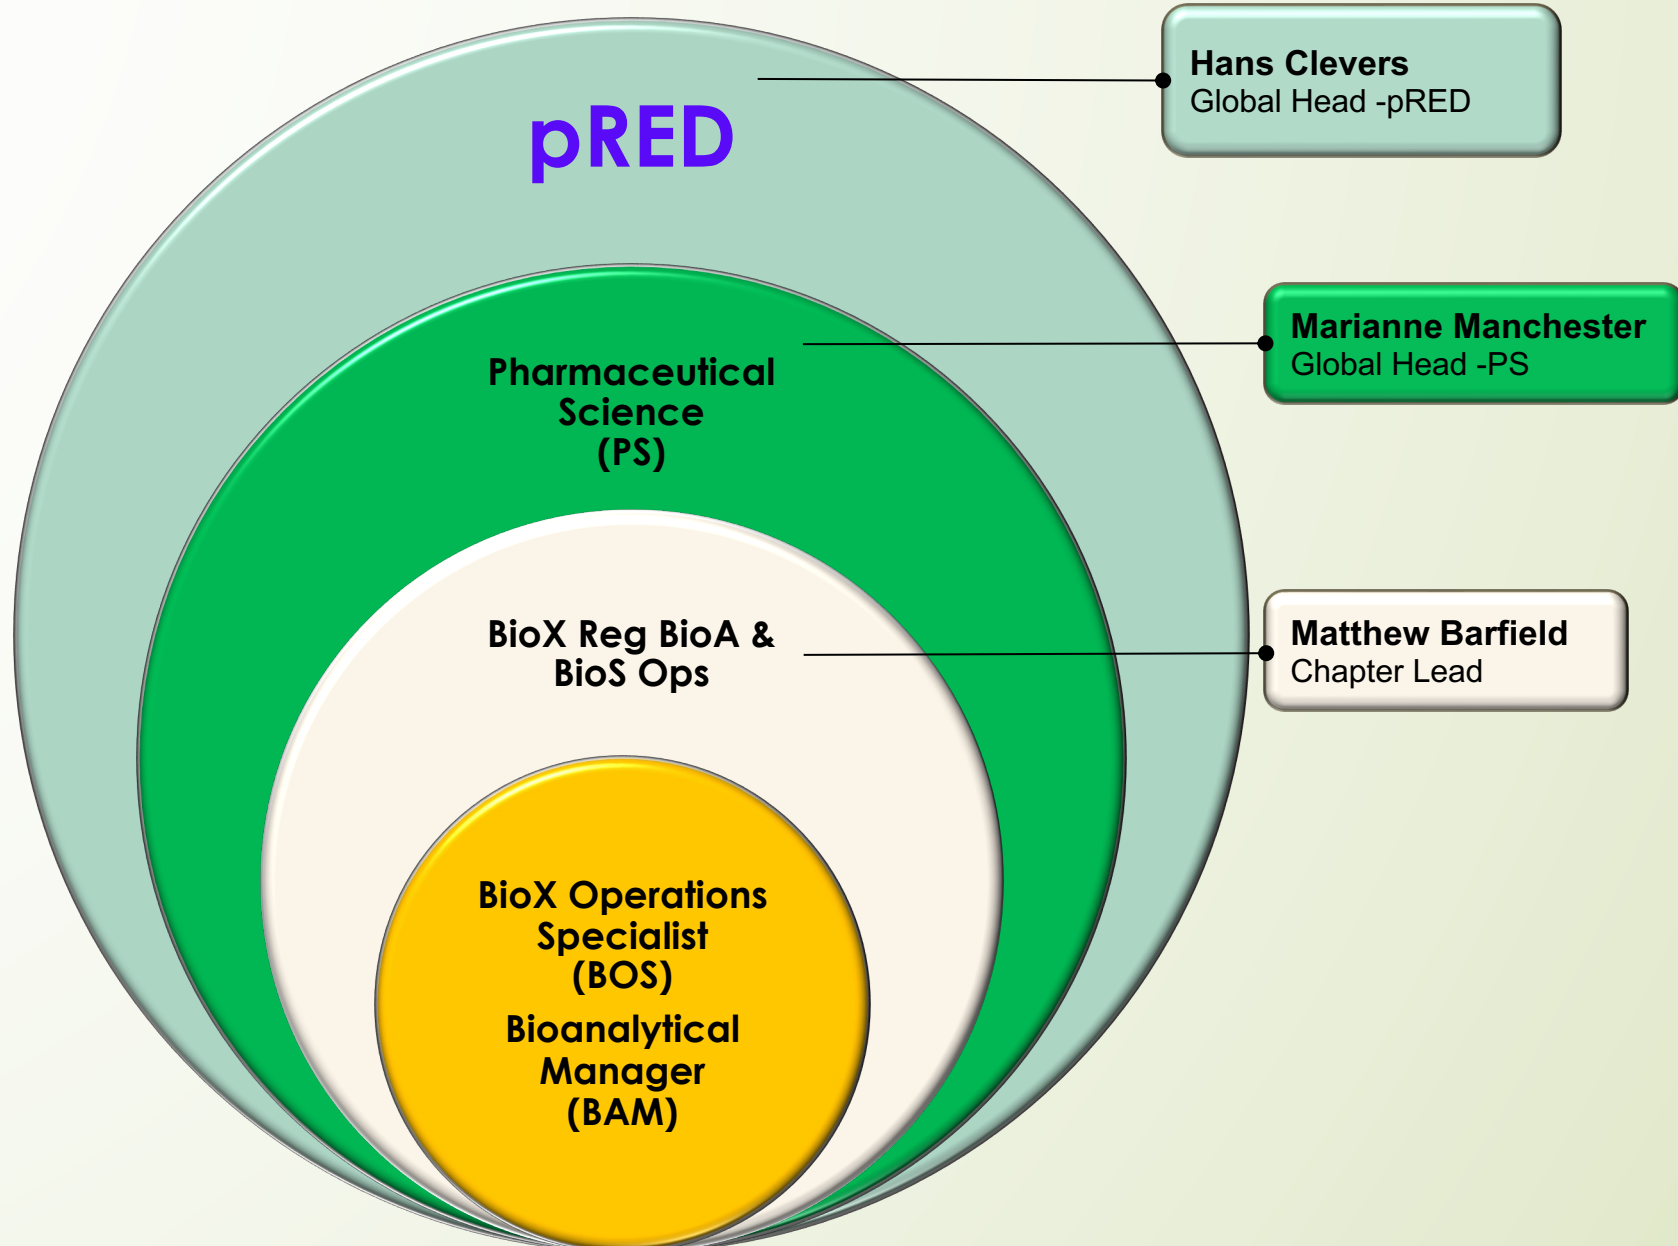 Hans Clevers
Global Head -pRED
pRED
Marianne Manchester
Global Head -PS
Pharmaceutical
Science
(PS)
BioX Reg BioA &
BioS Ops
Matthew Barfield
Chapter Lead
BioX Operations
Specialist
(BOS)
Bioanalytical
Manager
(BAM)